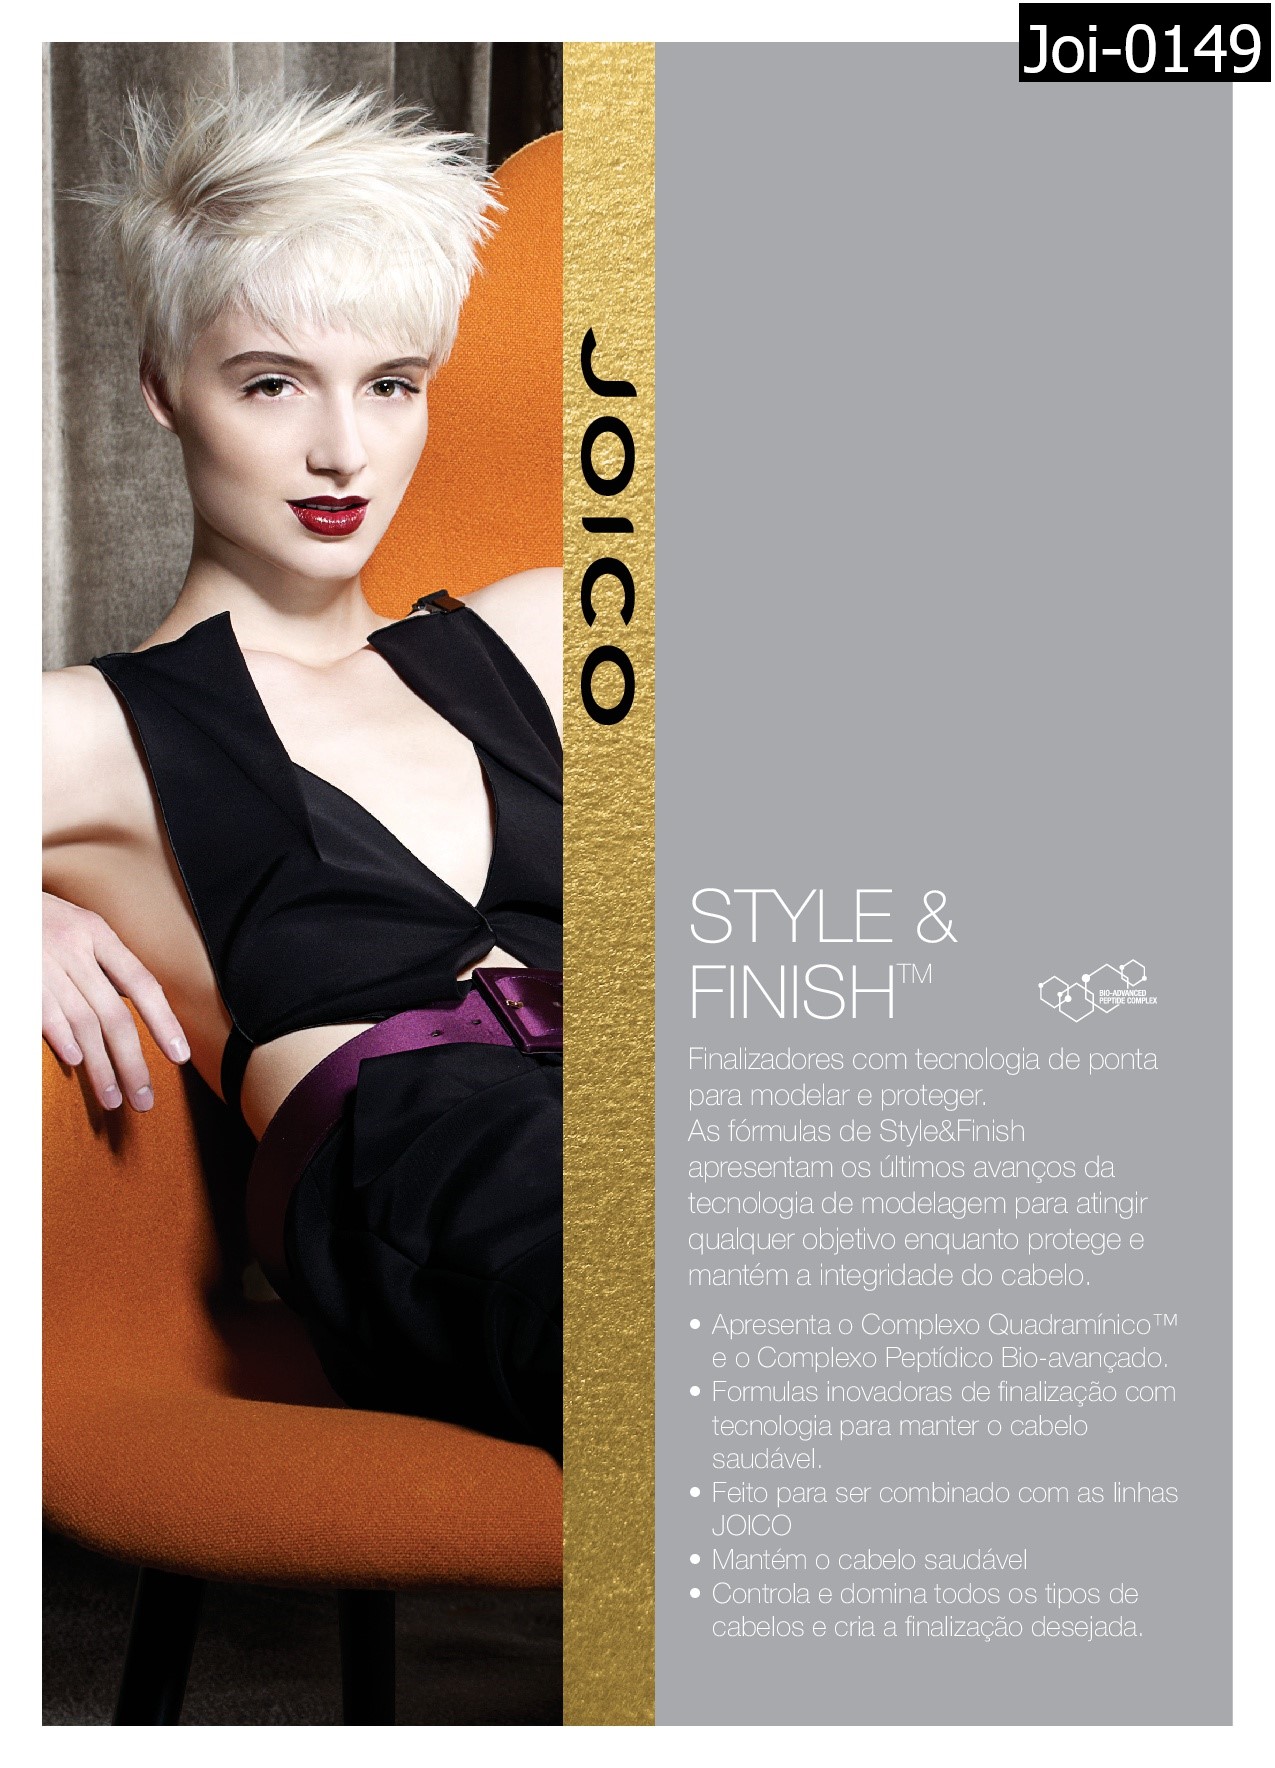 Joi-0149
JOICO
STYLE &
FINISH™
BIO-ADVANCED
PEPTIDE COMPLEX
Finalizadores com tecnologia de ponta
para modelar e proteger.
As fórmulas de Style&Finish
apresentam os últimos avanços da
tecnologia de modelagem para atingir
qualquer objetivo enquanto protege e
mantém a integridade do cabelo.
• Apresenta o Complexo Quadramínico™
e o Complexo Peptídico Bio-avançado.
• Formulas inovadoras de finalização com
tecnologia para manter o cabelo
saudável.
• Feito para ser combinado com as linhas
JOICO
• Mantém o cabelo saudável
• Controla e domina todos os tipos de
cabelos e cria a finalização desejada.